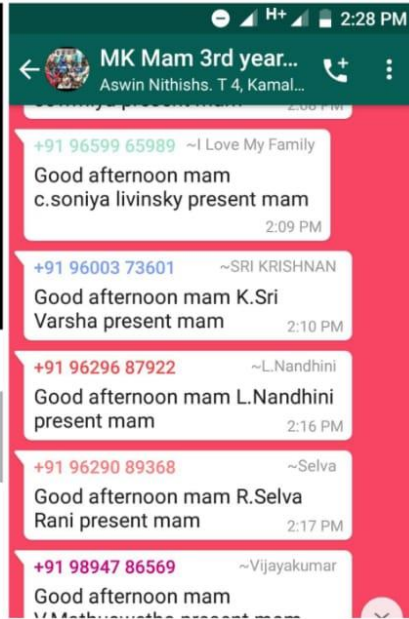 H+ 2:28 PM
MK Mam 3rd year...
Aswin Nithishs. T 4, Kamal...
+91 96599 65989 ~I Love My Family
Good afternoon mam
c.soniya livinsky present mam
2:09 PM
+91 96003 73601 ~SRI KRISHNAN
Good afternoon mam K.Sri
Varsha present mam 2:10 PM
+91 96296 87922 ~L.Nandhini
Good afternoon mam L.Nandhini
present mam 2:16 PM
+91 96290 89368 ~Selva
Good afternoon mam R.Selva
Rani present mam 2:17 PM
+91 98947 86569 ~Vijayakumar
Good afternoon mam